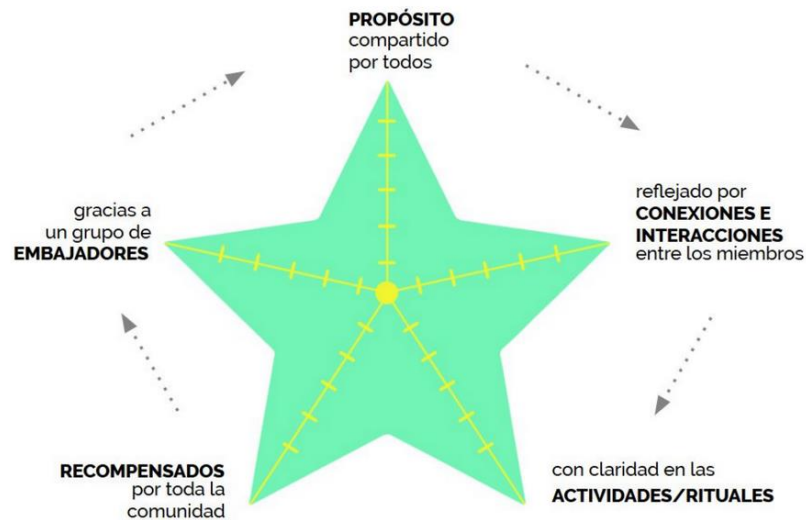 PROPÓSITO
compartido
por todos
reflejado por
CONEXIONES E
INTERACCIONES
entre los miembros
con claridad en las
ACTIVIDADES/RITUALES
RECOMPENSADOS
por toda la
comunidad
gracias a
un grupo de
EMBAJADORES